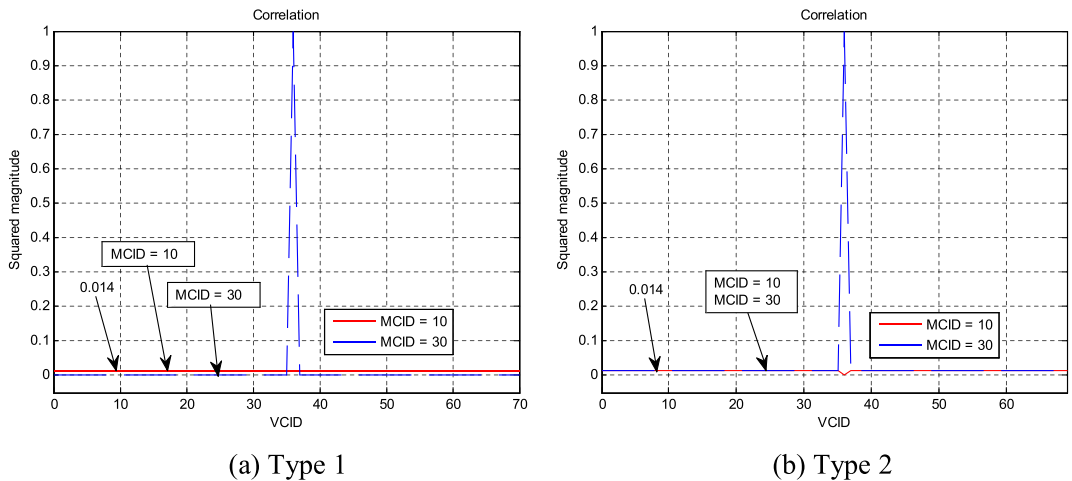 Correlation
Squared magnitude
1
0.9
0.8
0.7
0.6
0.5
0.4
0.3
0.2
0.1
0
MCID = 10
0.014
MCID = 30
MCID = 10
MCID = 30
0 10 20 30 40 50 60 70
VCID
(a) Type 1
Correlation
Squared magnitude
1
0.9
0.8
0.7
0.6
0.5
0.4
0.3
0.2
0.1
0
0.014
MCID = 10
MCID = 30
MCID = 10
MCID = 30
0 10 20 30 40 50 60
VCID
(b) Type 2